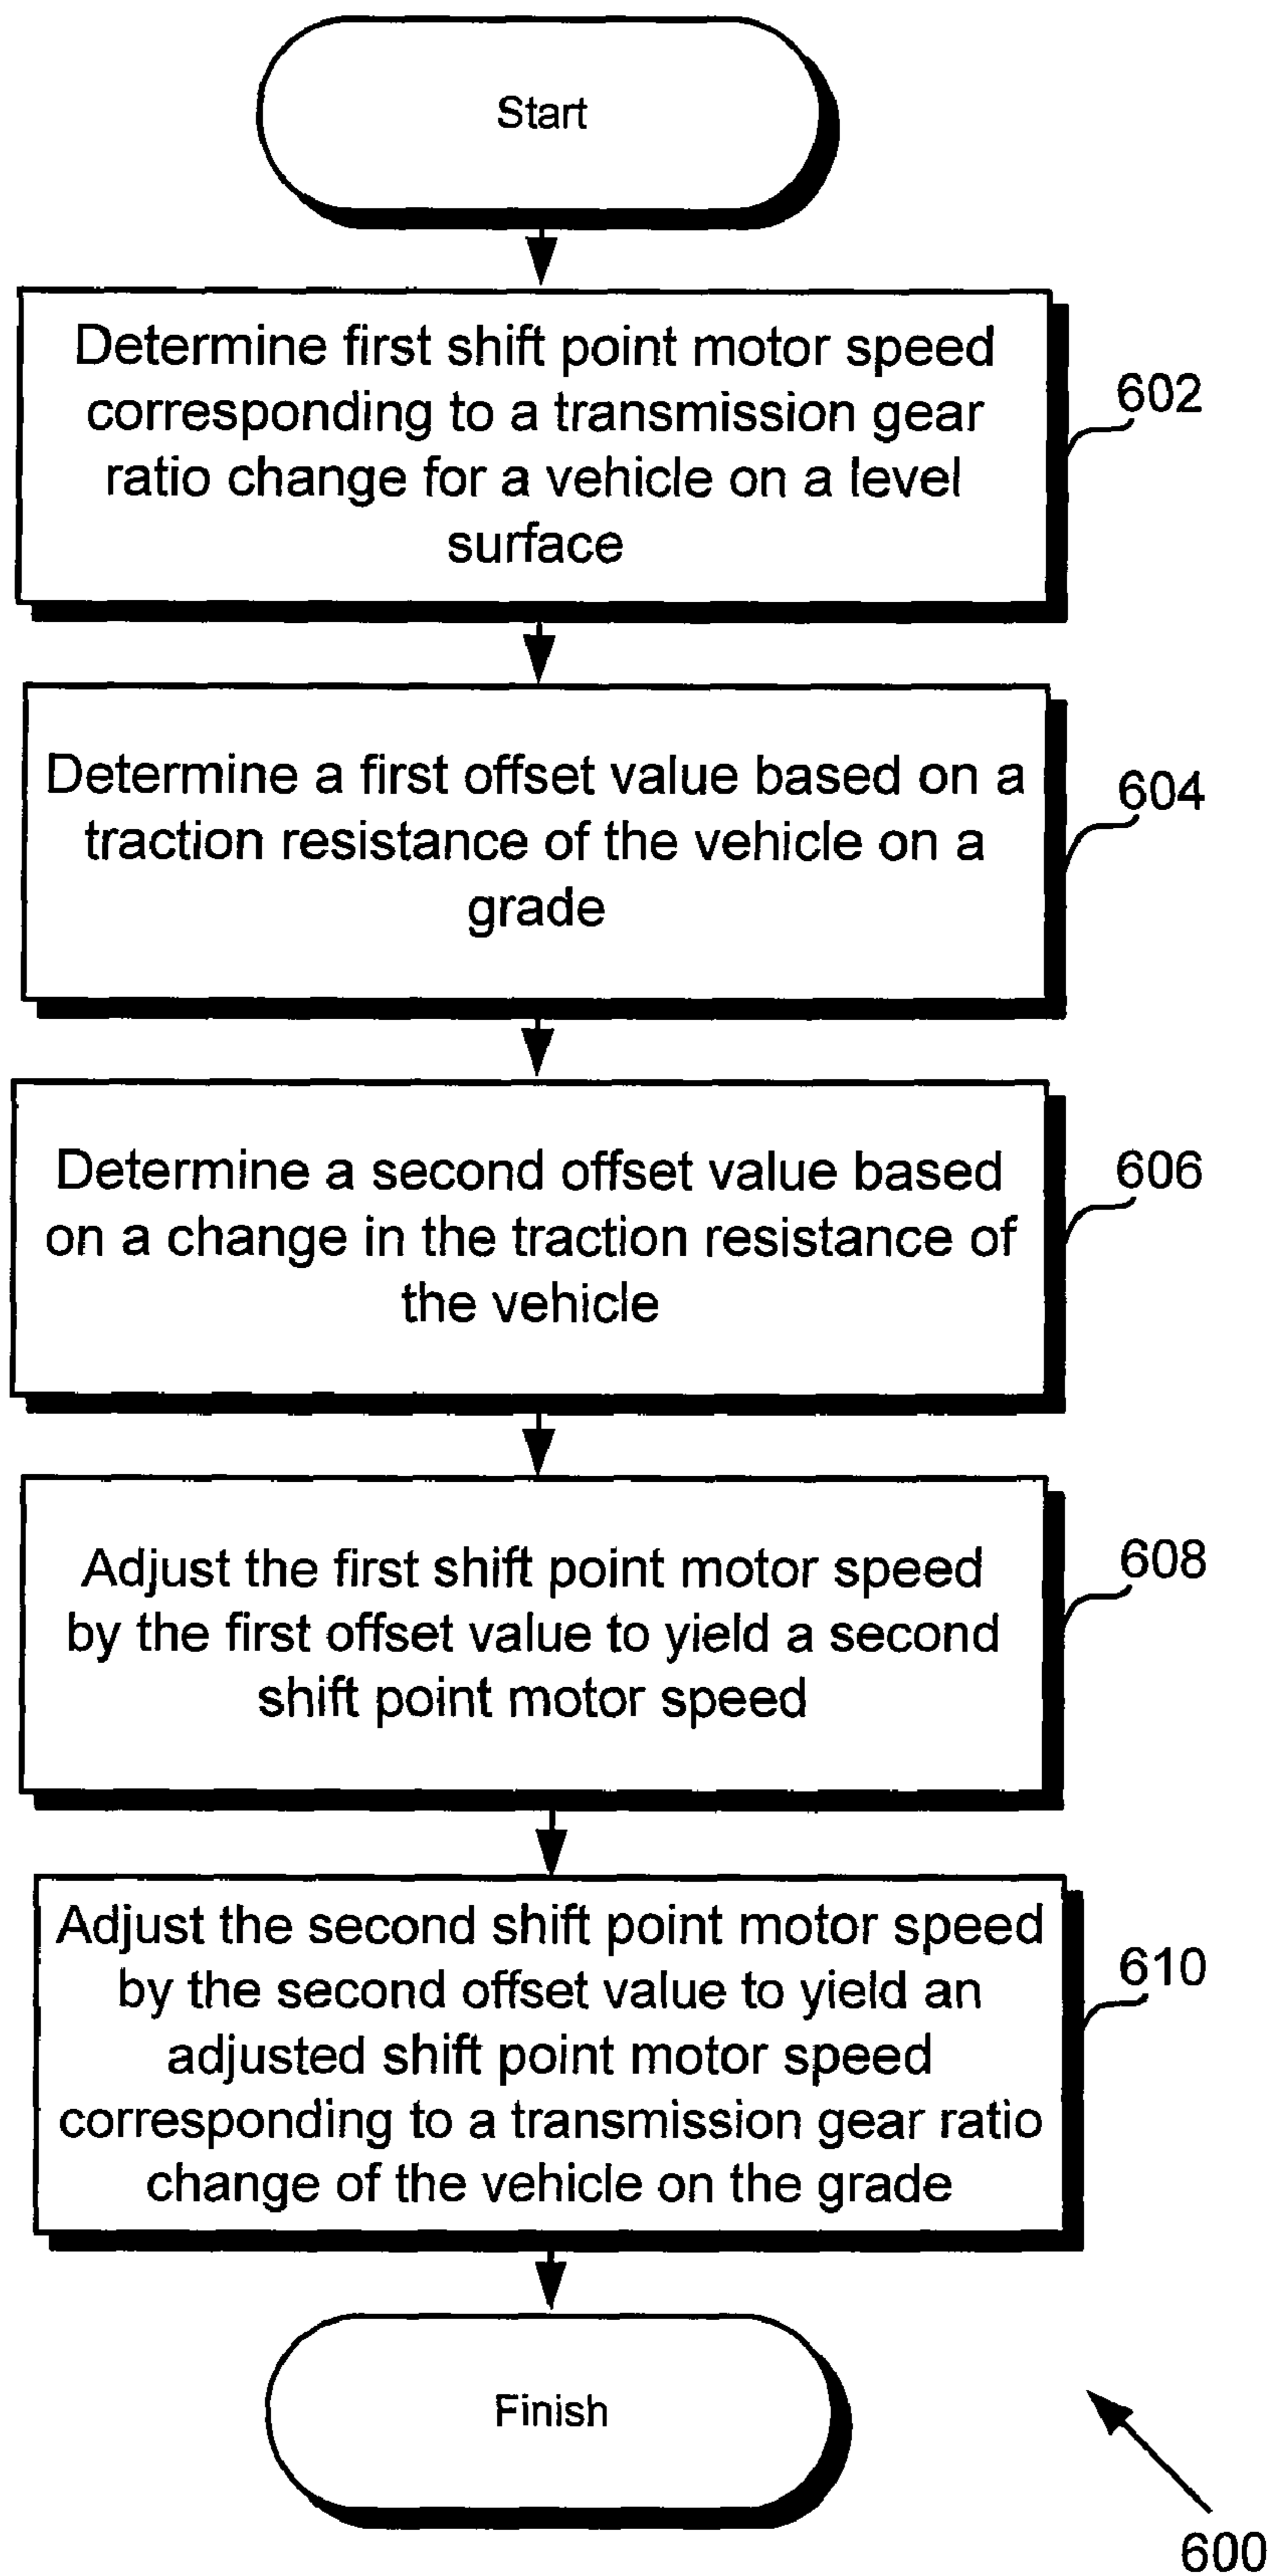 Start
Determine first shift point motor speed
corresponding to a transmission gear
ratio change for a vehicle on a level
surface
602
Determine a first offset value based on a
traction resistance of the vehicle on a
grade
604
Determine a second offset value based
on a change in the traction resistance of
the vehicle
606
Adjust the first shift point motor speed
by the first offset value to yield a second
shift point motor speed
608
Adjust the second shift point motor speed
by the second offset value to yield an
adjusted shift point motor speed
corresponding to a transmission gear ratio
change of the vehicle on the grade
610
Finish
600